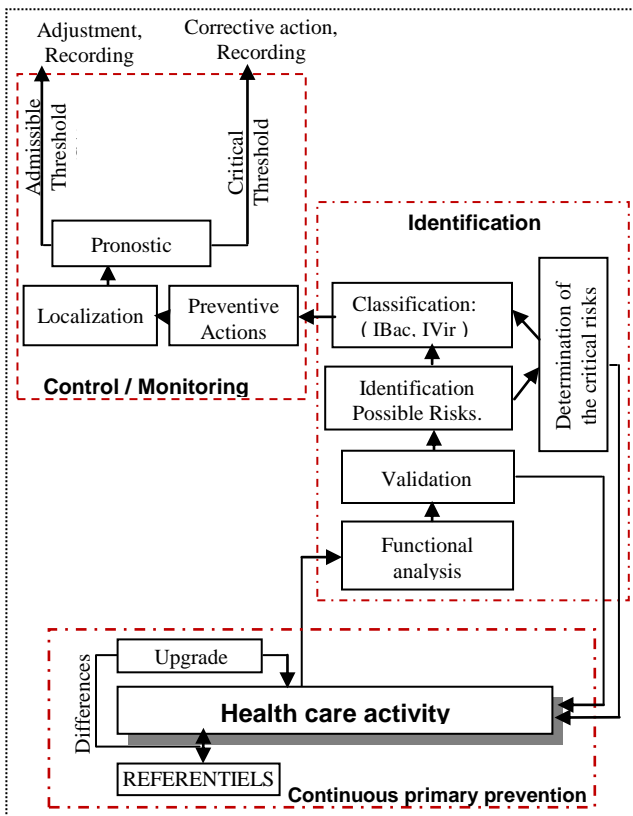 Adjustment,
Recording
Corrective action,
Recording
Admissible
Threshold
Critical
Threshold
Pronostic
Localization
Preventive
Actions
Control / Monitoring
Identification
Classification:
( IBac, IVir )
Determination of
the critical risks
Identification
Possible Risks.
Validation
Functional
analysis
Differences
Upgrade
Health care activity
REFERENTIELS
Continuous primary prevention